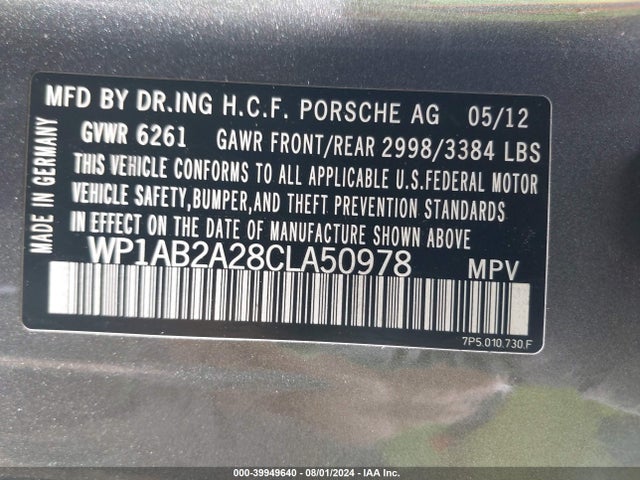 MFD BY DR.ING H.C.F. PORSCHE AG 05/12
GVWR 6261 GAWR FRONT/REAR 2998/3384 LBS
THIS VEHICLE CONFORMS TO ALL APPLICABLE U.S.FEDERAL MOTOR
VEHICLE SAFETY,BUMPER,AND THEFT PREVENTION STANDARDS
IN EFFECT ON THE DATE OF MANUFACTURE SHOWN ABOVE.
WP1AB2A28CLA50978 MPV
MADE IN GERMANY
7P5.010.730.F
000-39949640 - 08/01/2024 - IAA Inc.